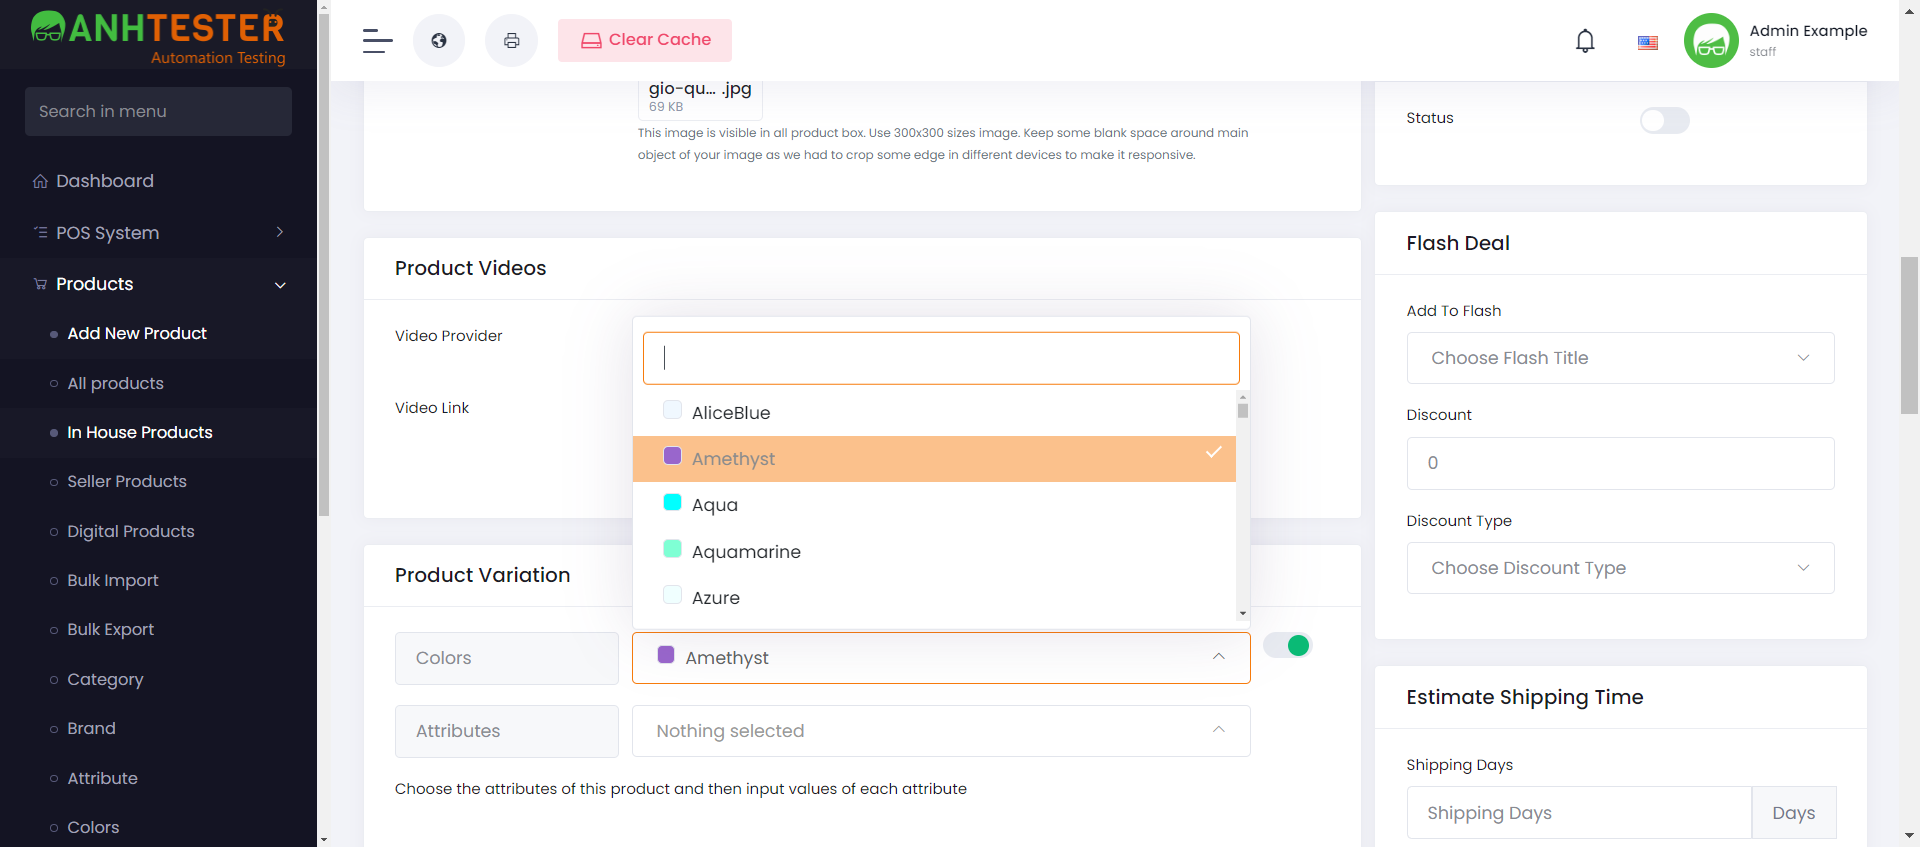 ANHTESTER
Automation Testing
Search in menu
Dashboard
POS System
Products
Add New Product
All products
In House Products
Seller Products
Digital Products
Bulk Import
Bulk Export
Category
Brand
Attribute
Colors
Clear Cache
Admin Example
staff
gio-qu... .jpg
69 KB
This image is visible in all product box. Use 300x300 sizes image. Keep some blank space around main
object of your image as we had to crop some edge in different devices to make it responsive.
Product Videos
Video Provider
Video Link
AliceBlue
Amethyst
Aqua
Aquamarine
Azure
Product Variation
Colors
Amethyst
Attributes
Nothing selected
Choose the attributes of this product and then input values of each attribute
Status
Flash Deal
Add To Flash
Choose Flash Title
Discount
0
Discount Type
Choose Discount Type
Estimate Shipping Time
Shipping Days
Shipping Days
Days